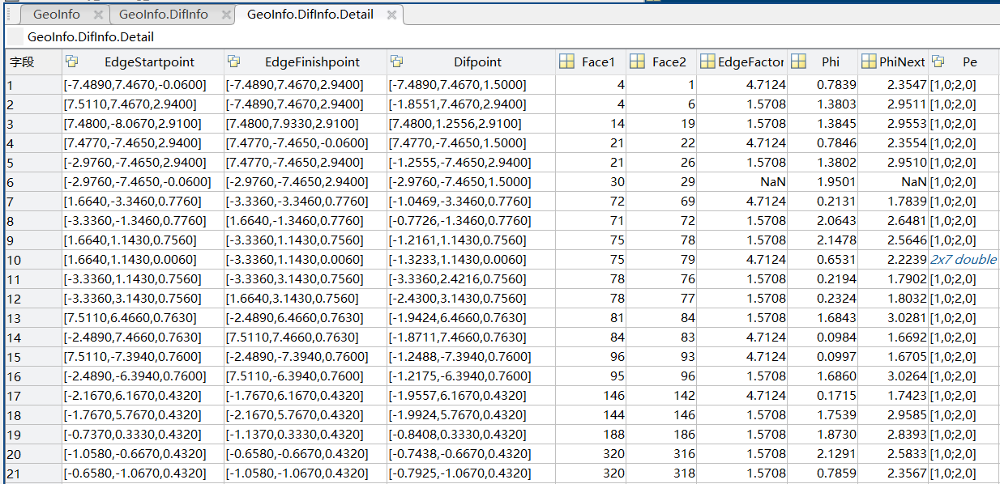 GeoInfo GeoInfo.DifInfo GeoInfo.DifInfo.Detail
GeoInfo.DifInfo.Detail
字段 EdgeStartpoint EdgeFinishpoint Difpoint Face1 Face2 EdgeFactor Phi PhiNext Pe
1 [-7.4890,7.4670,-0.0600] [-7.4890,7.4670,2.9400] [-7.4890,7.4670,1.5000] 4 1 4.7124 0.7839 2.3547 [1,0;2,0]
2 [7.5110,7.4670,2.9400] [-7.4890,7.4670,2.9400] [-1.8551,7.4670,2.9400] 4 6 1.5708 1.3803 2.9511 [1,0;2,0]
3 [7.4800,-8.0670,2.9100] [7.4800,7.9330,2.9100] [7.4800,1.2556,2.9100] 14 19 1.5708 1.3845 2.9553 [1,0;2,0]
4 [7.4770,-7.4650,2.9400] [7.4770,-7.4650,-0.0600] [7.4770,-7.4650,1.5000] 21 22 4.7124 0.7846 2.3554 [1,0;2,0]
5 [-2.9760,-7.4650,2.9400] [7.4770,-7.4650,2.9400] [-1.2555,-7.4650,2.9400] 21 26 1.5708 1.3802 2.9510 [1,0;2,0]
6 [-2.9760,-7.4650,-0.0600] [-2.9760,-7.4650,2.9400] [-2.9760,-7.4650,1.5000] 30 29 NaN 1.9501 NaN [1,0;2,0]
7 [1.6640,-3.3460,0.7760] [-3.3360,-3.3460,0.7760] [-1.0469,-3.3460,0.7760] 72 69 4.7124 0.2131 1.7839 [1,0;2,0]
8 [-3.3360,-1.3460,0.7760] [1.6640,-1.3460,0.7760] [-0.7726,-1.3460,0.7760] 71 72 1.5708 2.0643 2.6481 [1,0;2,0]
9 [1.6640,1.1430,0.7560] [-3.3360,1.1430,0.7560] [-1.2161,1.1430,0.7560] 75 78 1.5708 2.1478 2.5646 [1,0;2,0]
10 [1.6640,1.1430,0.0060] [-3.3360,1.1430,0.0060] [-1.3233,1.1430,0.0060] 75 79 4.7124 0.6531 2.2239 2x7 double
11 [-3.3360,1.1430,0.7560] [-3.3360,3.1430,0.7560] [-3.3360,2.4216,0.7560] 78 76 1.5708 0.2194 1.7902 [1,0;2,0]
12 [-3.3360,3.1430,0.7560] [1.6640,3.1430,0.7560] [-2.4300,3.1430,0.7560] 78 77 1.5708 0.2324 1.8032 [1,0;2,0]
13 [7.5110,6.4660,0.7630] [-2.4890,6.4660,0.7630] [-1.9424,6.4660,0.7630] 81 84 1.5708 1.6843 3.0281 [1,0;2,0]
14 [-2.4890,7.4660,0.7630] [7.5110,7.4660,0.7630] [-1.8711,7.4660,0.7630] 84 83 4.7124 0.0984 1.6692 [1,0;2,0]
15 [7.5110,-7.3940,0.7600] [-2.4890,-7.3940,0.7600] [-1.2488,-7.3940,0.7600] 96 93 4.7124 0.0997 1.6705 [1,0;2,0]
16 [-2.4890,-6.3940,0.7600] [7.5110,-6.3940,0.7600] [-1.2175,-6.3940,0.7600] 95 96 1.5708 1.6860 3.0264 [1,0;2,0]
17 [-2.1670,6.1670,0.4320] [-1.7670,6.1670,0.4320] [-1.9557,6.1670,0.4320] 146 142 4.7124 0.1715 1.7423 [1,0;2,0]
18 [-1.7670,5.7670,0.4320] [-2.1670,5.7670,0.4320] [-1.9924,5.7670,0.4320] 144 146 1.5708 1.7539 2.9585 [1,0;2,0]
19 [-0.7370,0.3330,0.4320] [-1.1370,0.3330,0.4320] [-0.8408,0.3330,0.4320] 188 186 1.5708 1.8730 2.8393 [1,0;2,0]
20 [-1.0580,-0.6670,0.4320] [-0.6580,-0.6670,0.4320] [-0.7438,-0.6670,0.4320] 320 316 1.5708 2.1291 2.5833 [1,0;2,0]
21 [-0.6580,-1.0670,0.4320] [-1.0580,-1.0670,0.4320] [-0.7925,-1.0670,0.4320] 320 318 1.5708 0.7859 2.3567 [1,0;2,0]